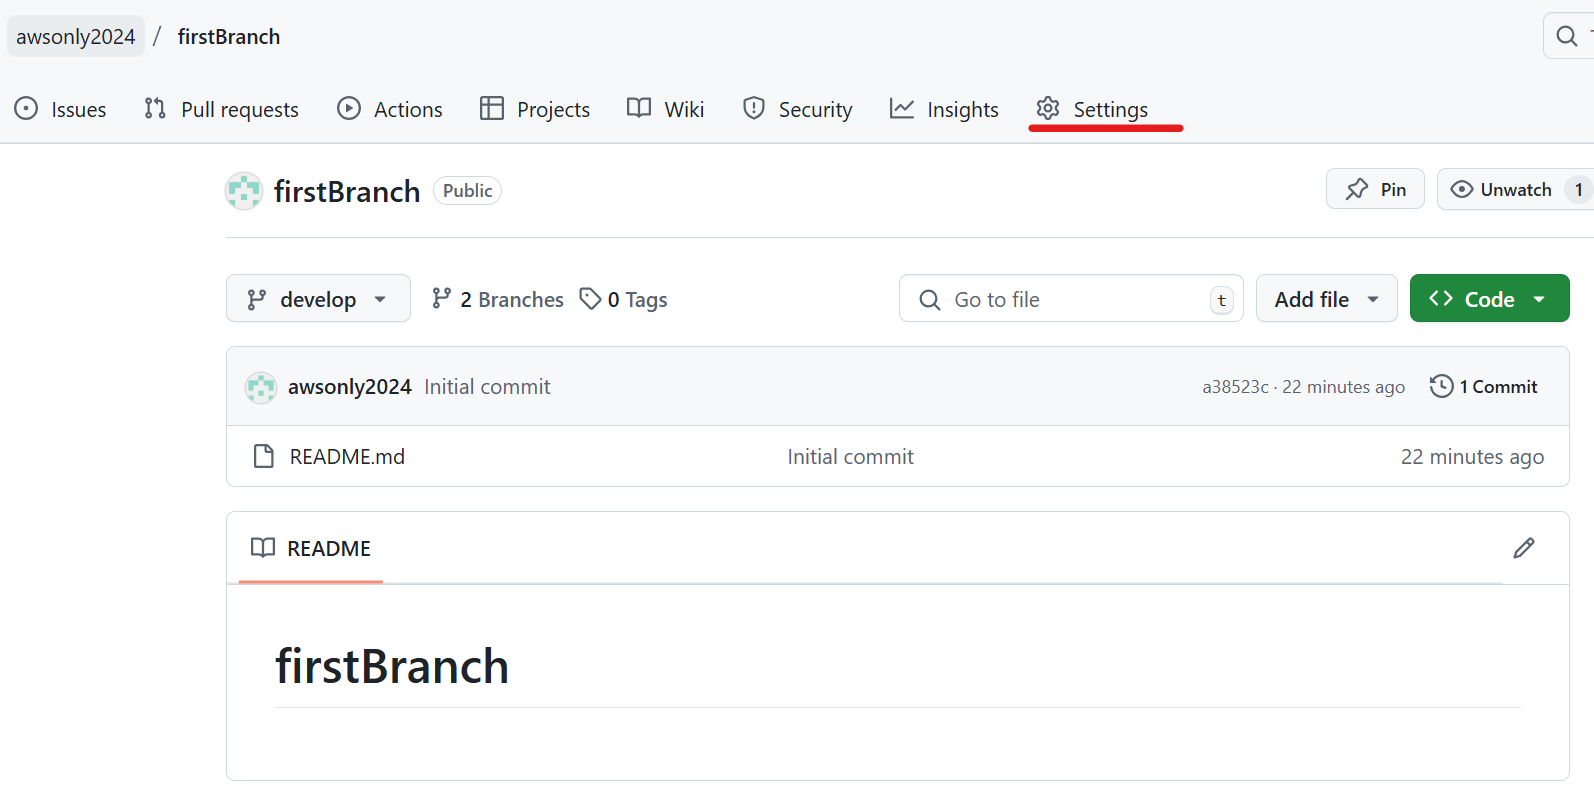 awsonly2024 / firstBranch
Issues Pull requests Actions Projects Wiki Security Insights Settings
firstBranch Public Pin Unwatch 1
develop 2 Branches 0 Tags Go to file t Add file Code
awsonly2024 Initial commit a38523c · 22 minutes ago 1 Commit
README.md Initial commit 22 minutes ago
README
firstBranch